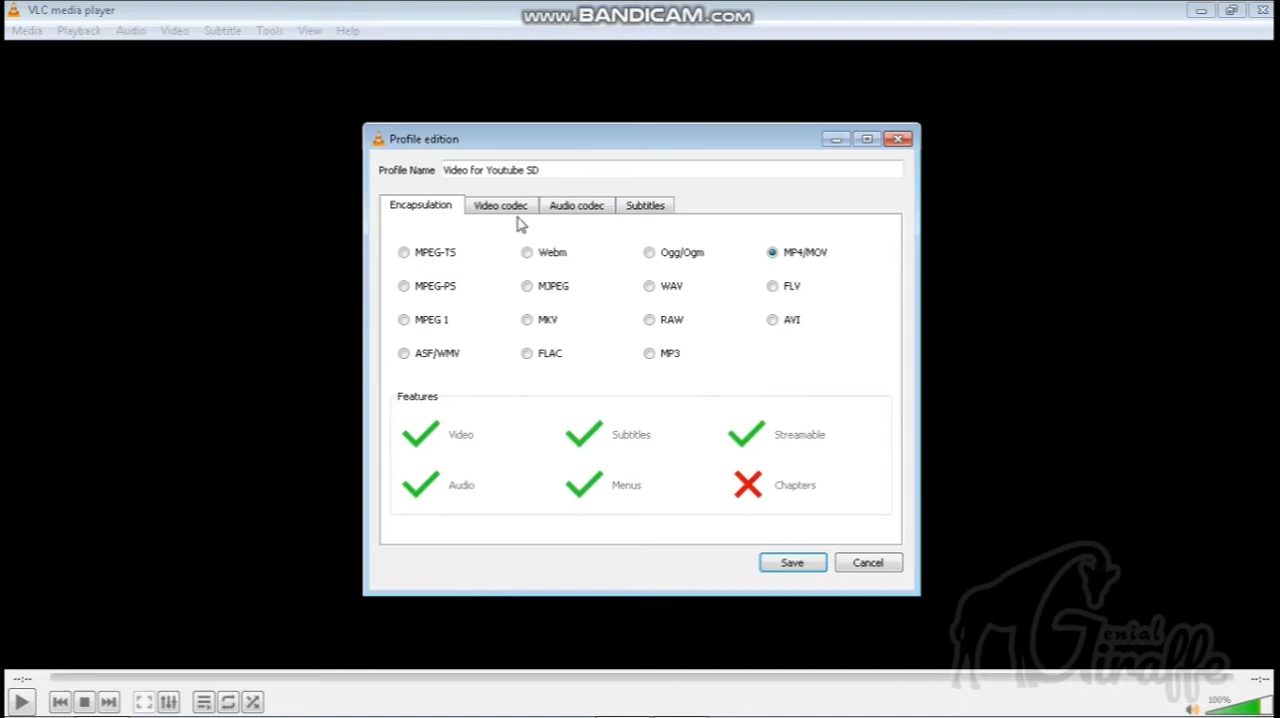 VLC media player
www.BANDICAM.com
Media Playback Audio Video Subtitle Tools View Help
Profile edition
Profile Name Video for Youtube SD
Encapsulation Video codec Audio codec Subtitles
MPEG-TS Webm Ogg/Ogm MP4/MOV
MPEG-PS MJPEG WAV FLV
MPEG 1 MKV RAW AVI
ASF/WMV FLAC MP3
Features
Video Subtitles Streamable
Audio Menus Chapters
Save Cancel
Genial
Giraffe
--:-- --:--
100%